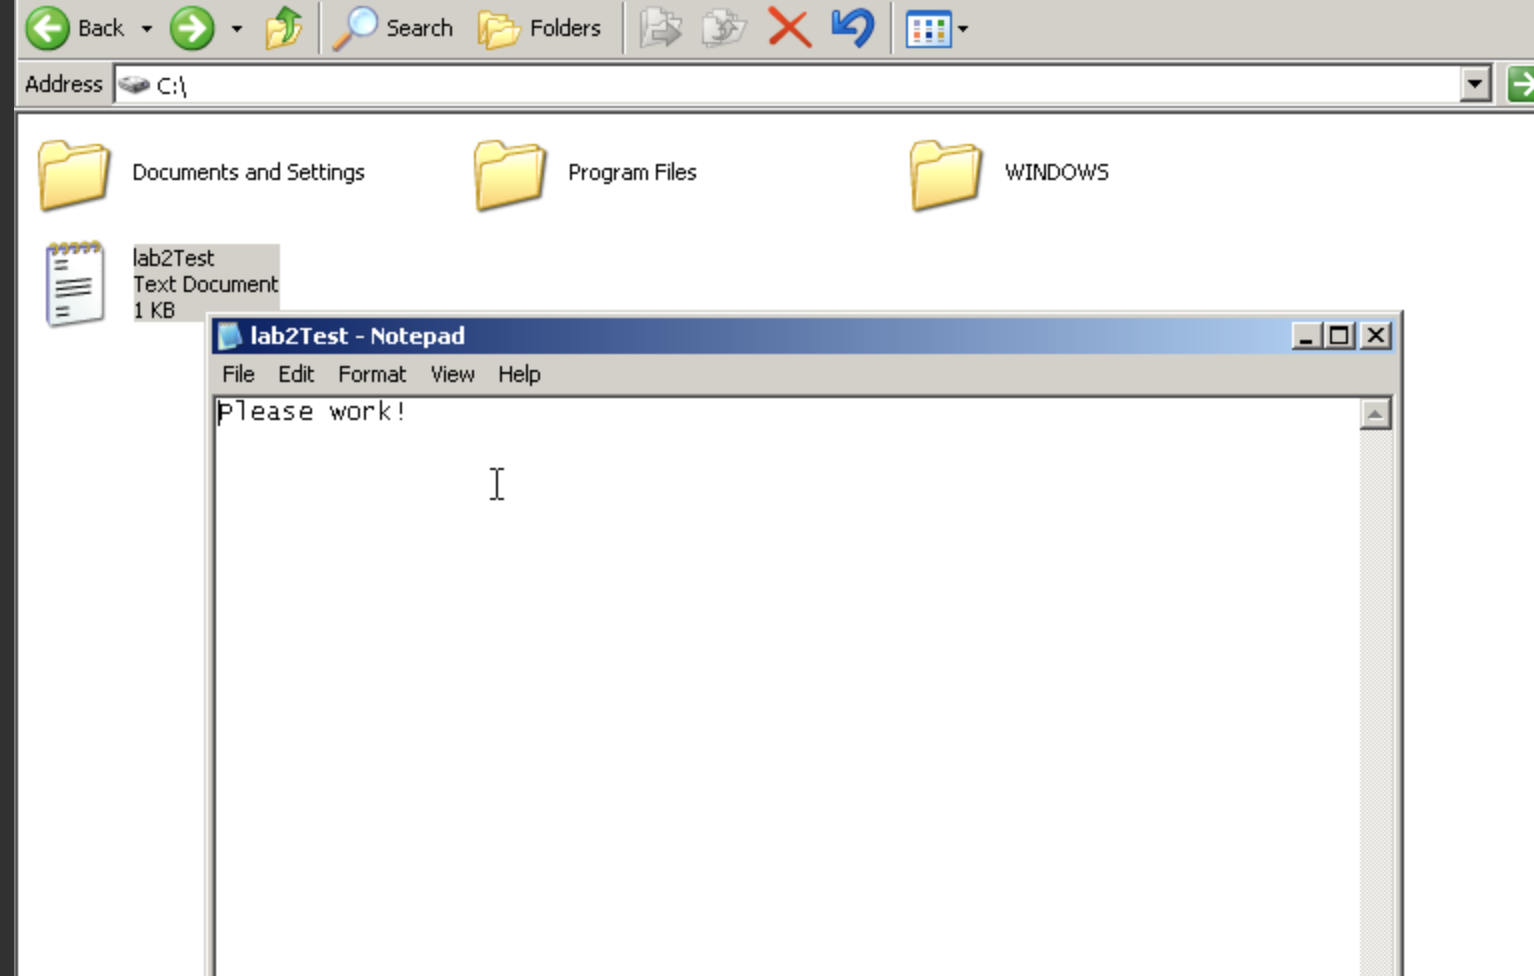 Back Search Folders
Address C:\
Documents and Settings Program Files WINDOWS
lab2Test
Text Document
1 KB
lab2Test - Notepad
File Edit Format View Help
Please work!